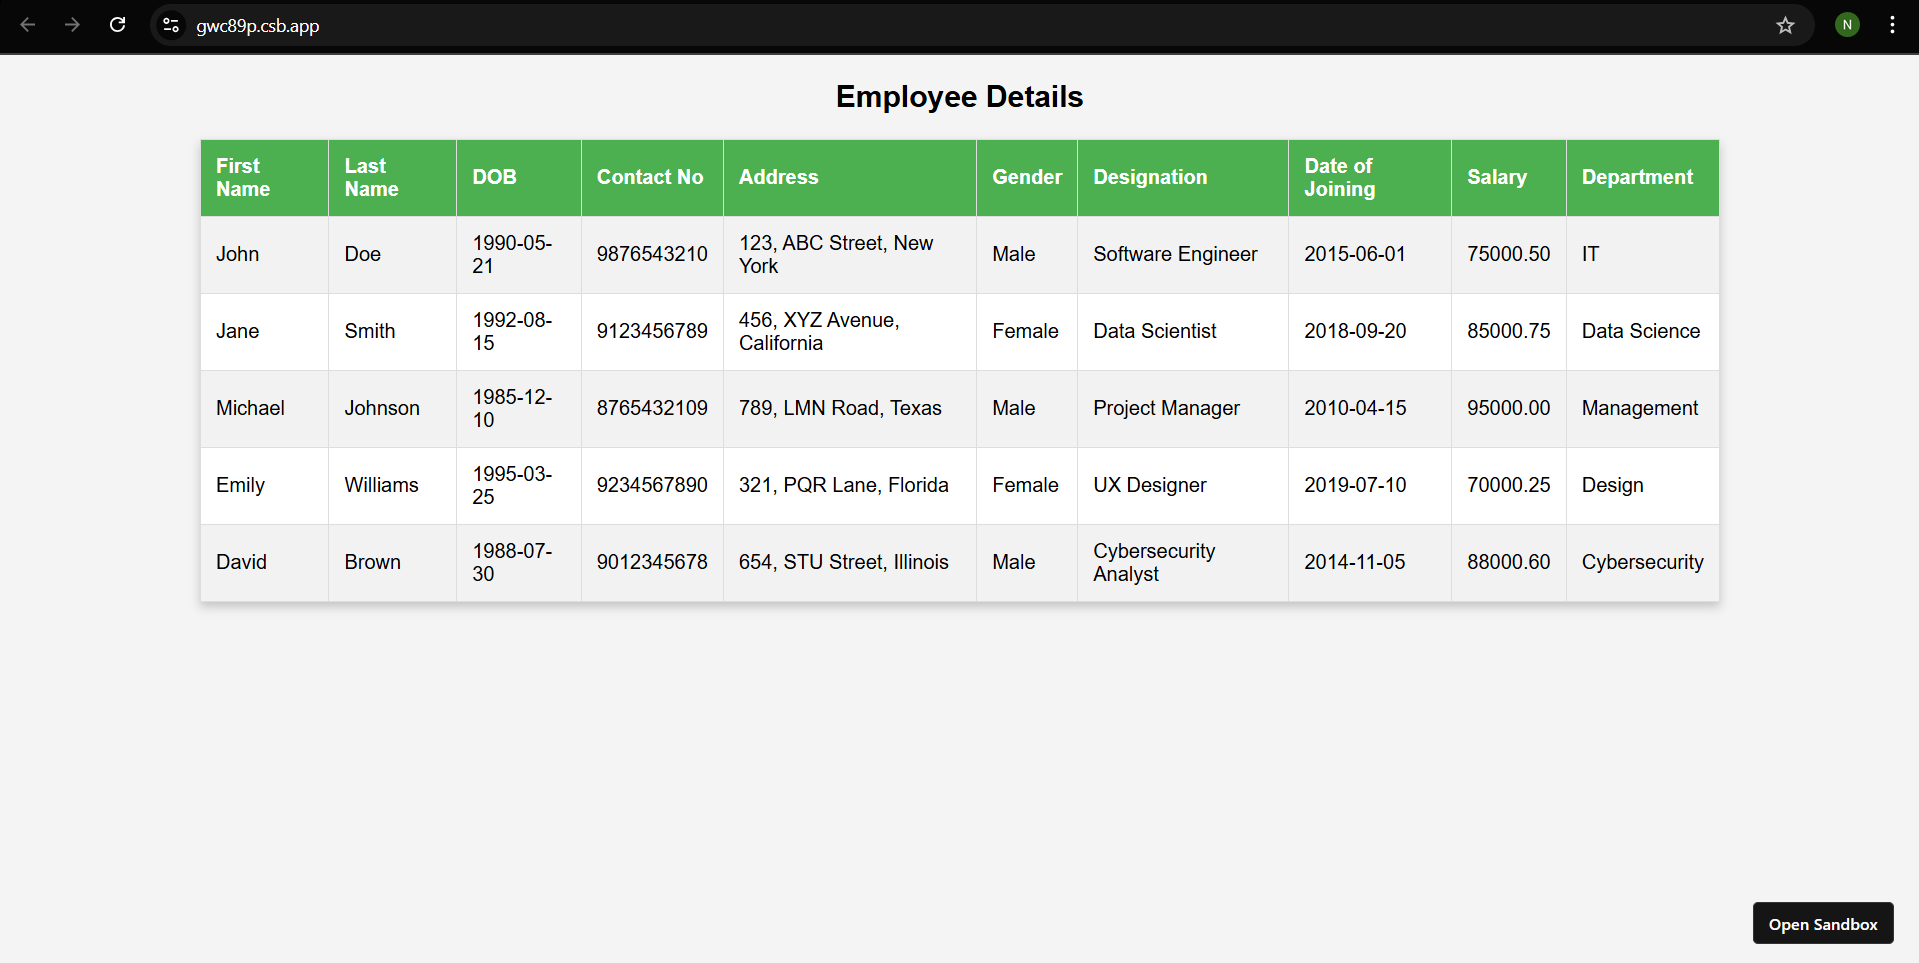 gwc89p.csb.app
N
Employee Details
First Name Last Name DOB Contact No Address Gender Designation Date of Joining Salary Department
John Doe 1990-05-21 9876543210 123, ABC Street, New York Male Software Engineer 2015-06-01 75000.50 IT
Jane Smith 1992-08-15 9123456789 456, XYZ Avenue, California Female Data Scientist 2018-09-20 85000.75 Data Science
Michael Johnson 1985-12-10 8765432109 789, LMN Road, Texas Male Project Manager 2010-04-15 95000.00 Management
Emily Williams 1995-03-25 9234567890 321, PQR Lane, Florida Female UX Designer 2019-07-10 70000.25 Design
David Brown 1988-07-30 9012345678 654, STU Street, Illinois Male Cybersecurity Analyst 2014-11-05 88000.60 Cybersecurity
Open Sandbox